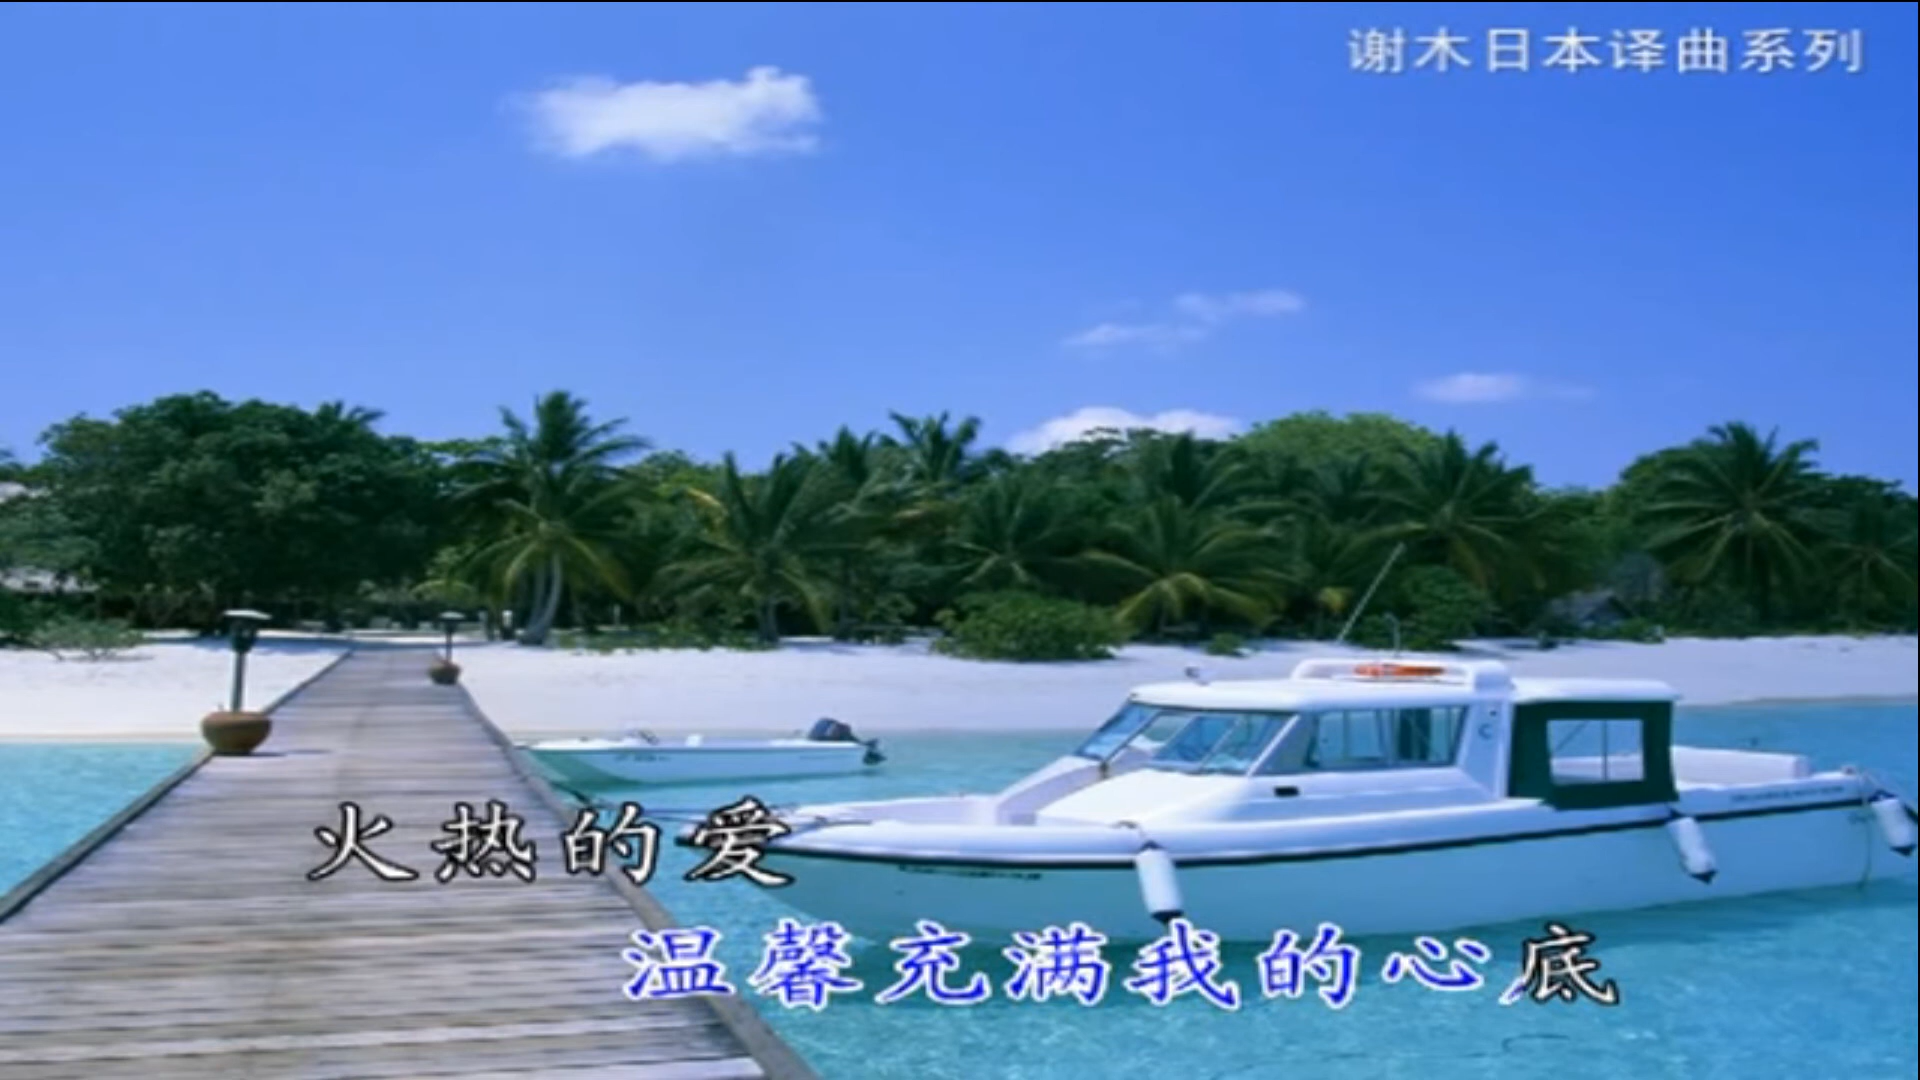 谢木日本译曲系列
火热的爱
温馨充满我的心底